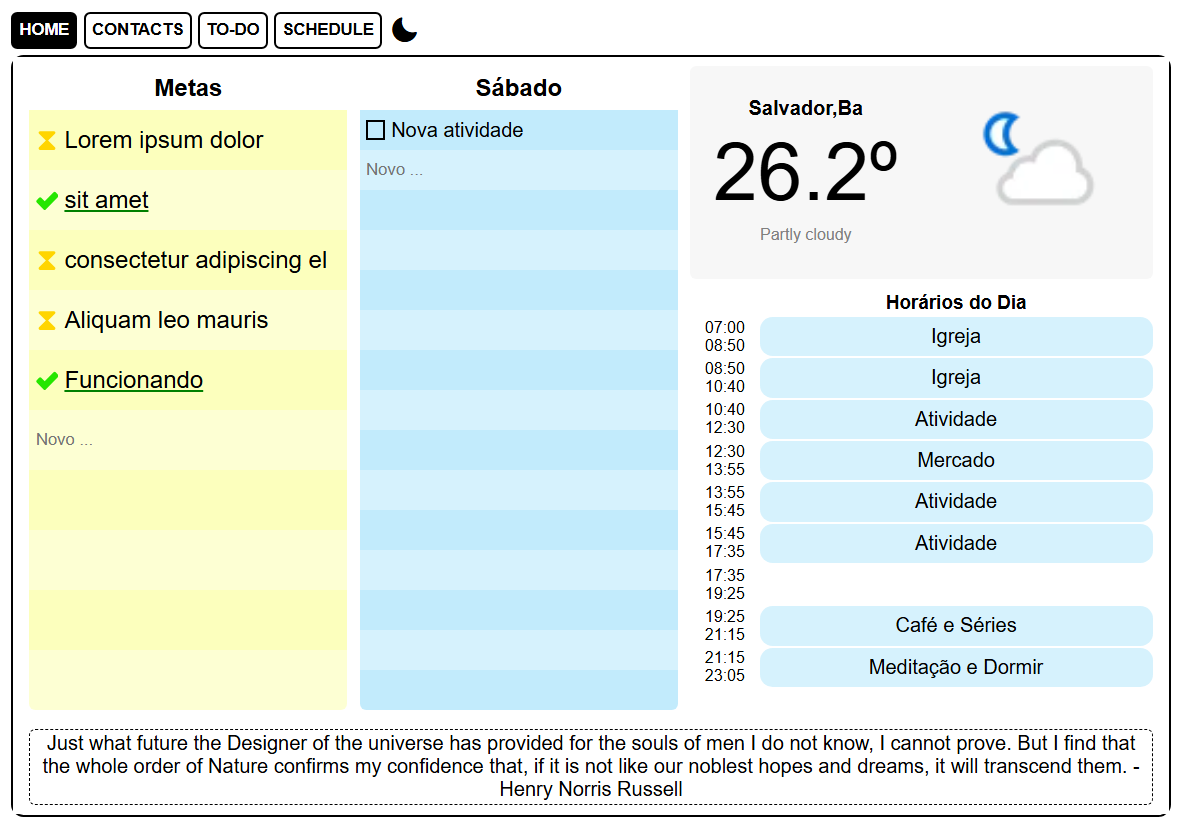 HOME CONTACTS TO-DO SCHEDULE
Metas
Lorem ipsum dolor
sit amet
consectetur adipiscing el
Aliquam leo mauris
Funcionando
Novo ...
Sábado
Nova atividade
Novo ...
Salvador,Ba
26.2º
Partly cloudy
Horários do Dia
07:00
08:50
Igreja
08:50
10:40
Igreja
10:40
12:30
Atividade
12:30
13:55
Mercado
13:55
15:45
Atividade
15:45
17:35
Atividade
17:35
19:25
19:25
21:15
Café e Séries
21:15
23:05
Meditação e Dormir
Just what future the Designer of the universe has provided for the souls of men I do not know, I cannot prove. But I find that
the whole order of Nature confirms my confidence that, if it is not like our noblest hopes and dreams, it will transcend them. -
Henry Norris Russell